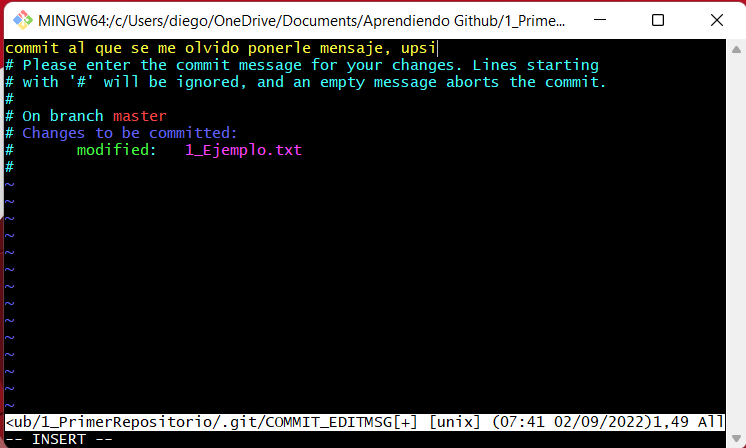 MINGW64:/c/Users/diego/OneDrive/Documents/Aprendiendo Github/1_Prime...
commit al que se me olvido ponerle mensaje, upsi
# Please enter the commit message for your changes. Lines starting
# with '#' will be ignored, and an empty message aborts the commit.
#
# On branch master
# Changes to be committed:
#       modified:   1_Ejemplo.txt
#
~
~
~
~
~
~
~
~
~
~
~
~
~
~
<ub/1_PrimerRepositorio/.git/COMMIT_EDITMSG[+] [unix] (07:41 02/09/2022)1,49 All
-- INSERT --